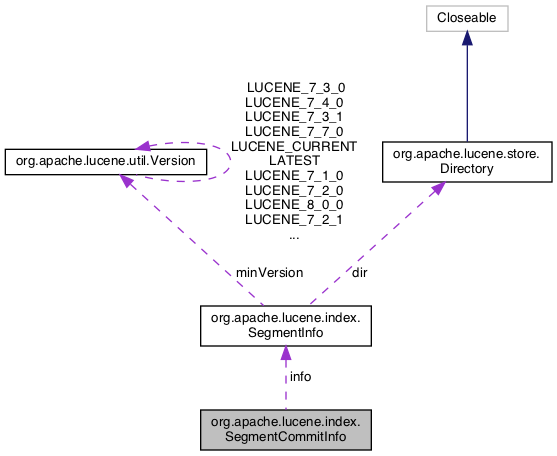 Closeable
LUCENE_7_3_0
LUCENE_7_4_0
LUCENE_7_3_1
LUCENE_7_7_0
LUCENE_CURRENT
LATEST
LUCENE_7_1_0
LUCENE_7_2_0
LUCENE_8_0_0
LUCENE_7_2_1
...
org.apache.lucene.util.Version
org.apache.lucene.store.
Directory
minVersion
dir
org.apache.lucene.index.
SegmentInfo
info
org.apache.lucene.index.
SegmentCommitInfo